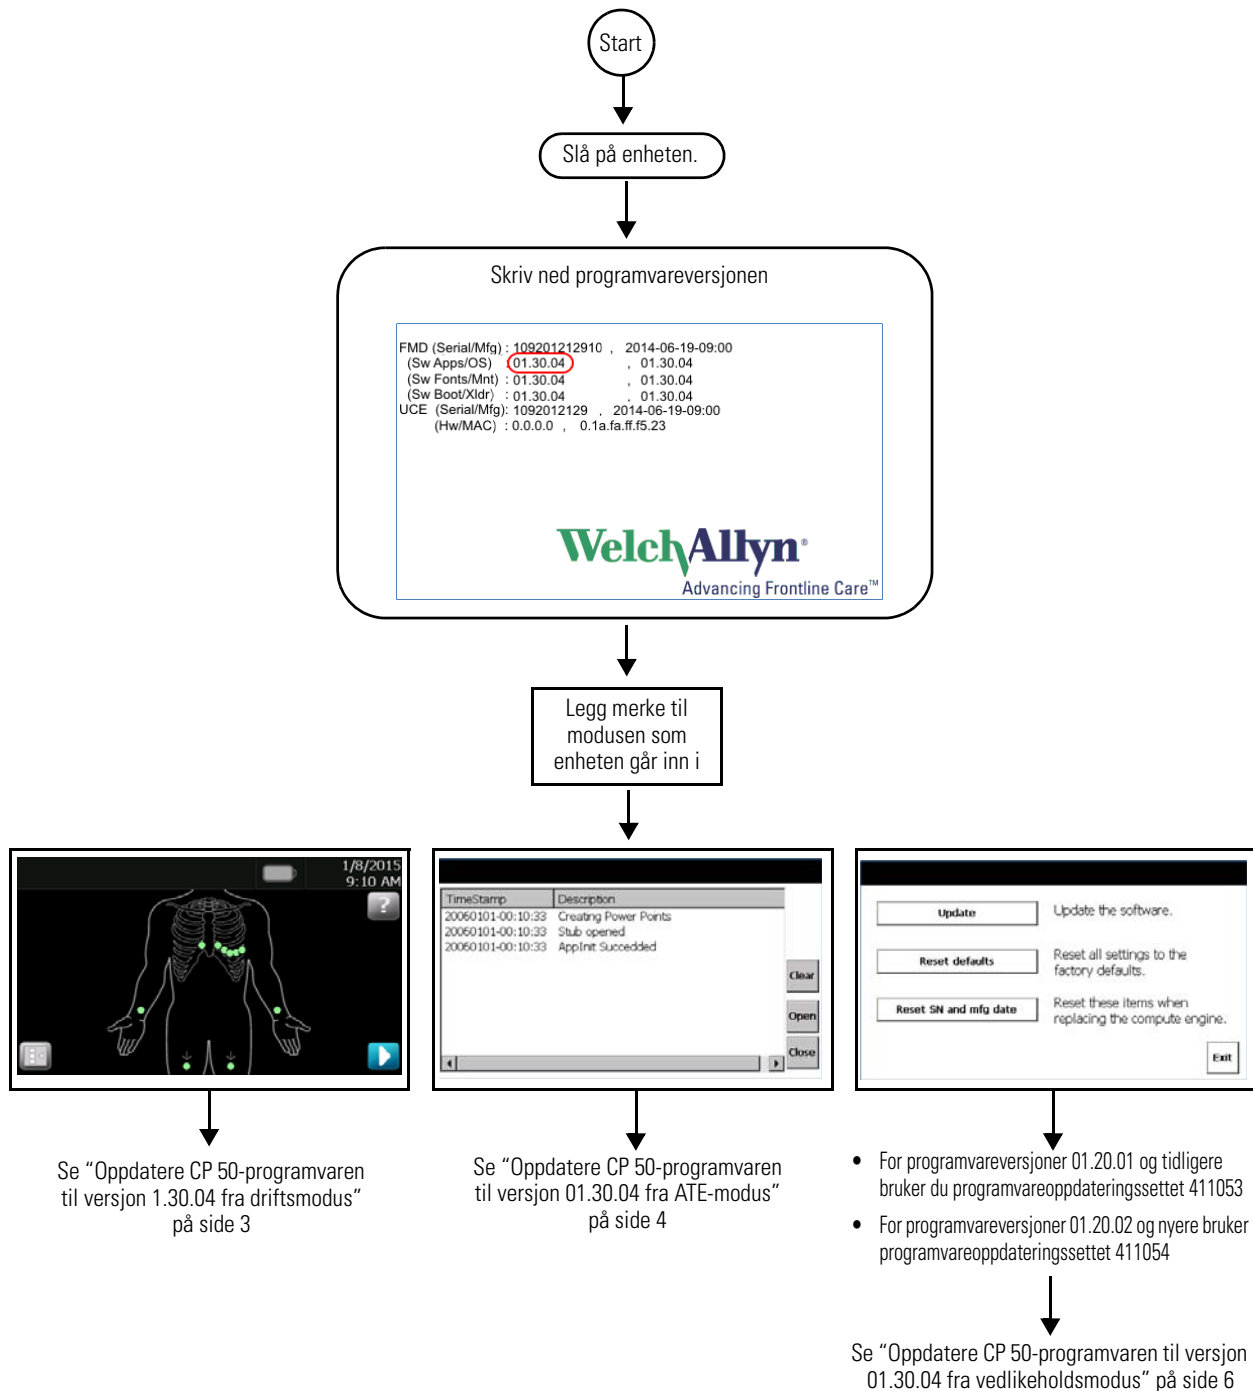 Start
Slå på enheten.
Skriv ned programvareversjonen
FMD (Serial/Mfg) : 109201212910 , 2014-06-19-09:00
(Sw Apps/OS) : 01.30.04 , 01.30.04
(Sw Fonts/Mnt) : 01.30.04 , 01.30.04
(Sw Boot/Xldr) : 01.30.04 , 01.30.04
UCE (Serial/Mfg): 1092012129 , 2014-06-19-09:00
(Hw/MAC) : 0.0.0.0 , 0.1a.fa.ff.f5.23
WelchAllyn®
Advancing Frontline Care™
Legg merke til
modusen som
enheten går inn i
1/8/2015
9:10 AM
?
TimeStamp Description
20060101-00:10:33 Creating Power Points
20060101-00:10:33 Stub opened
20060101-00:10:33 AppInit Succedded
Clear
Open
Close
Update Update the software.
Reset defaults Reset all settings to the
factory defaults.
Reset SN and mfg date Reset these items when
replacing the compute engine.
Exit
Se “Oppdatere CP 50-programvaren
til versjon 1.30.04 fra driftsmodus”
på side 3
Se “Oppdatere CP 50-programvaren
til versjon 01.30.04 fra ATE-modus”
på side 4
• For programvareversjoner 01.20.01 og tidligere
bruker du programvareoppdateringssettet 411053
• For programvareversjoner 01.20.02 og nyere bruker
programvareoppdateringssettet 411054
Se “Oppdatere CP 50-programvaren til versjon
01.30.04 fra vedlikeholdsmodus” på side 6